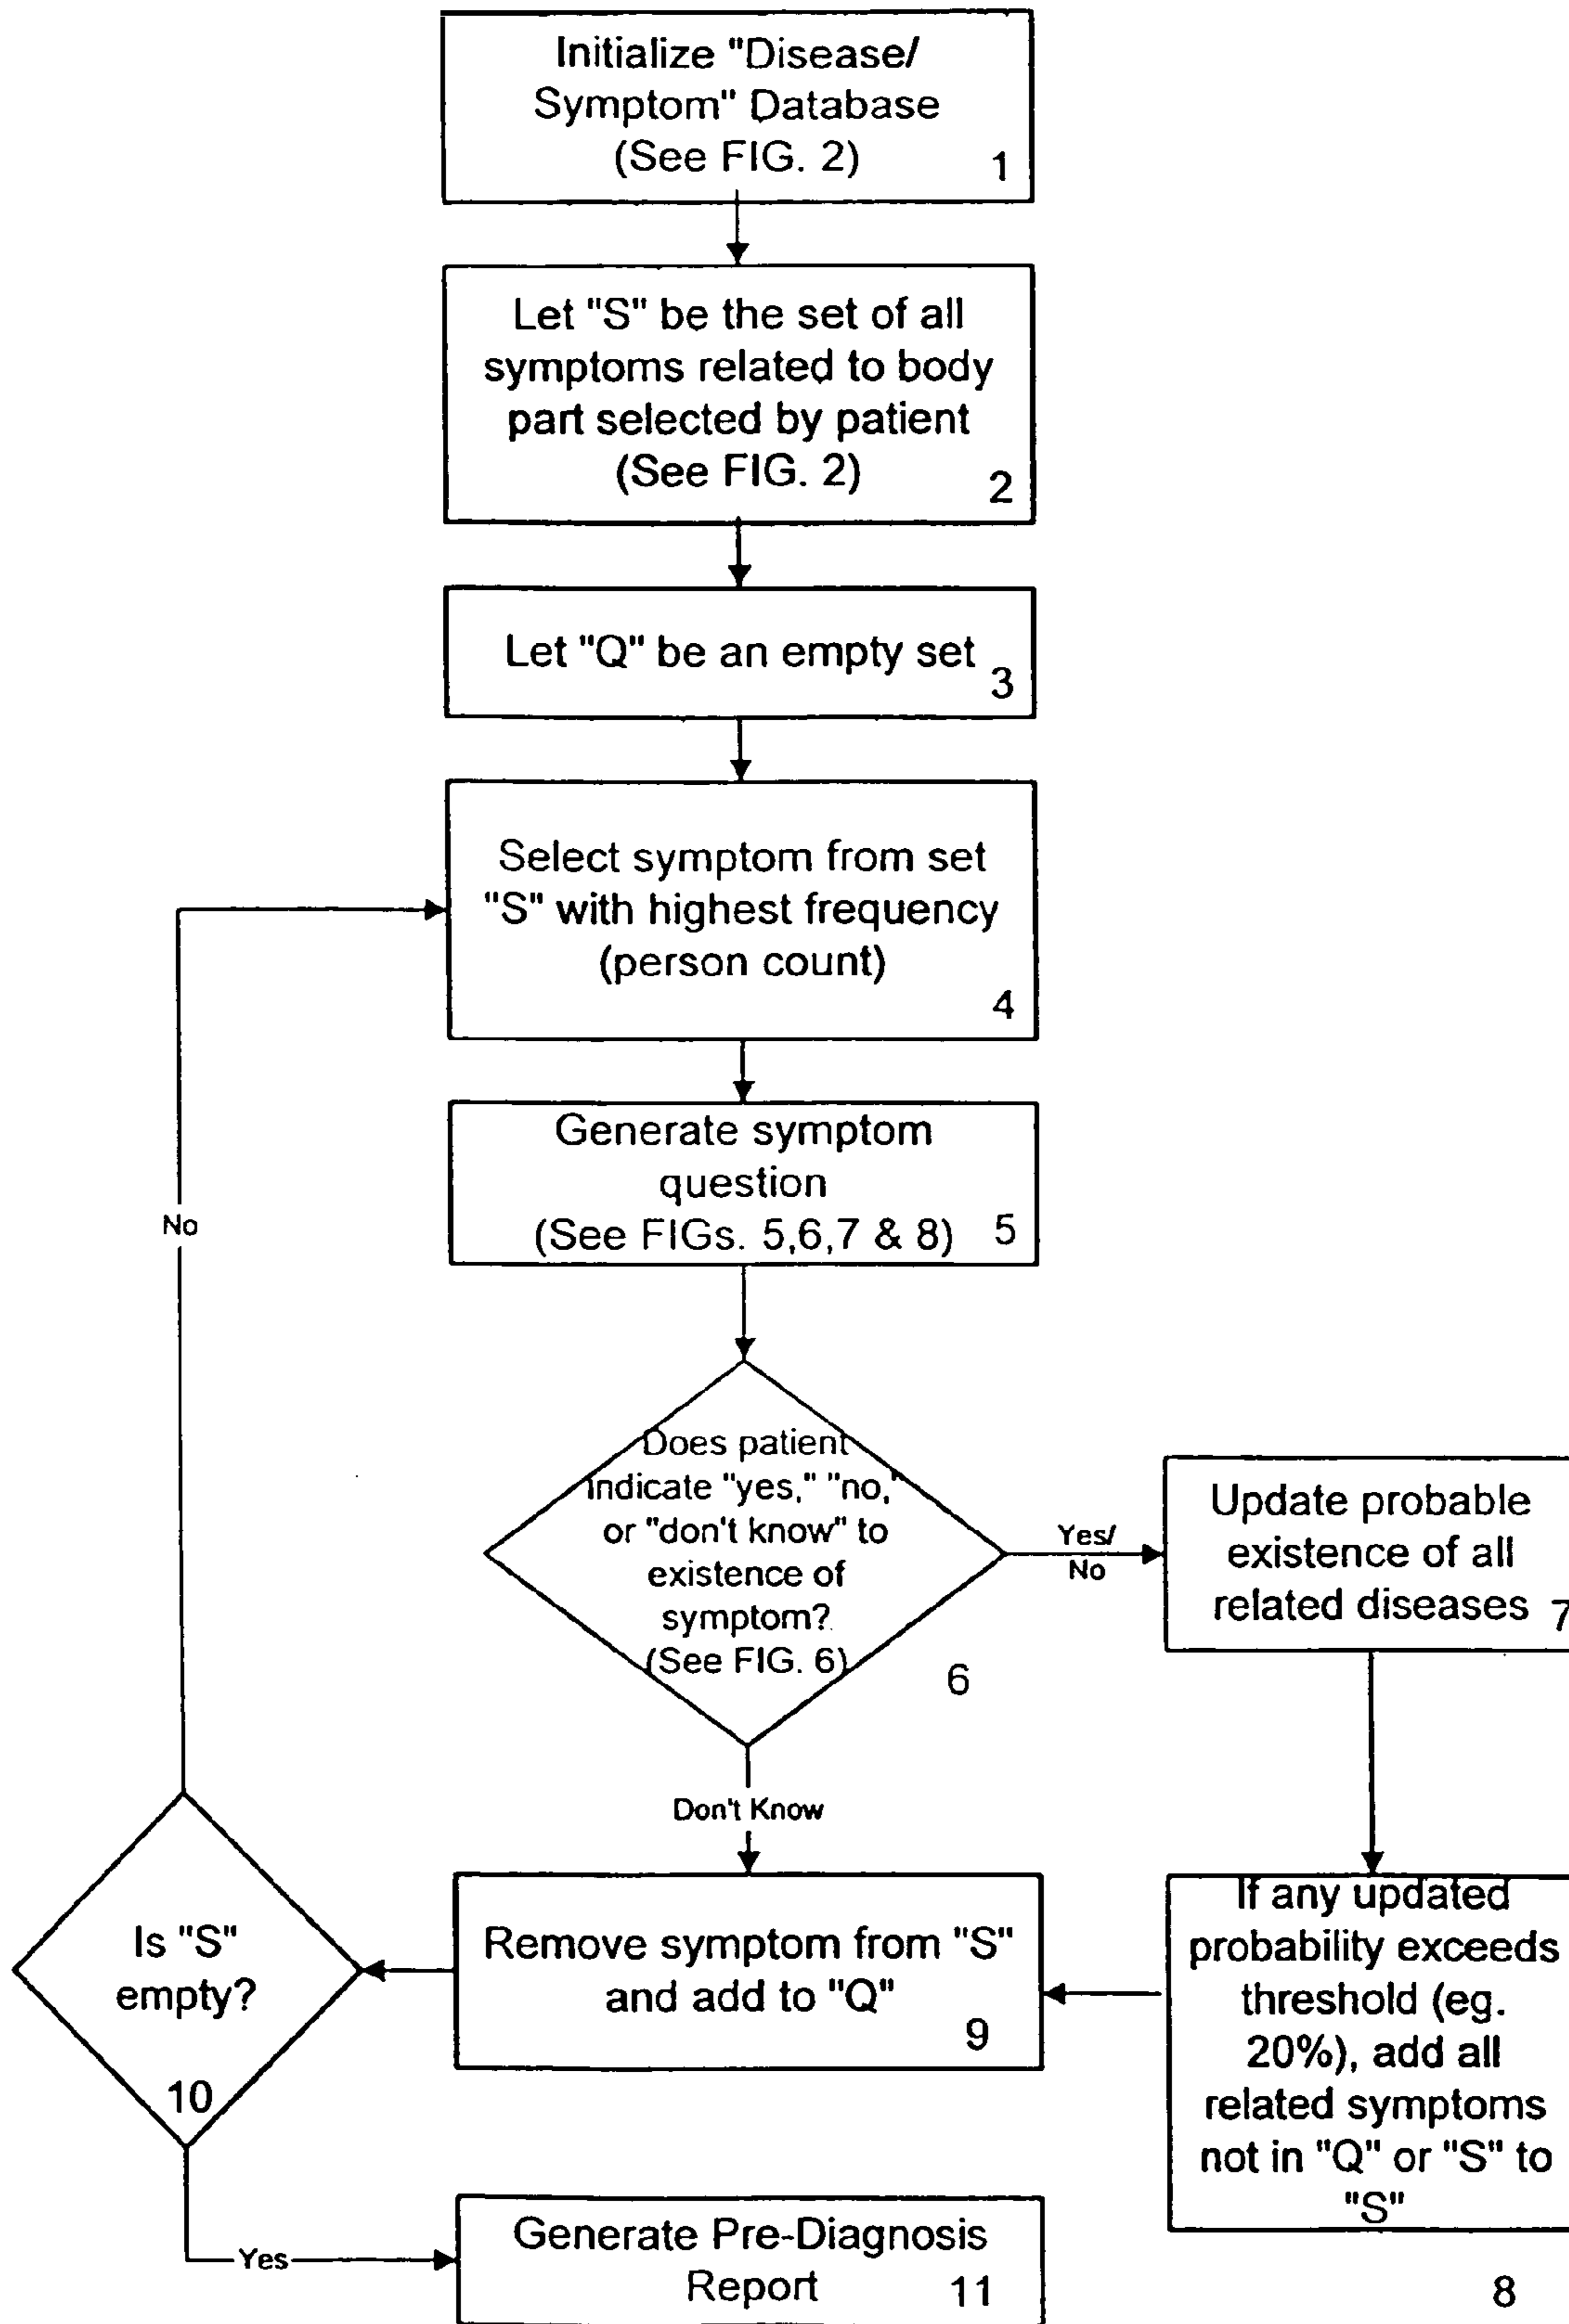 Initialize "Disease/
Symptom" Database
(See FIG. 2)
1
Let "S" be the set of all
symptoms related to body
part selected by patient
(See FIG. 2)
2
Let "Q" be an empty set
3
Select symptom from set
"S" with highest frequency
(person count)
4
Generate symptom
question
(See FIGs. 5,6,7 & 8)
5
No
Does patient
indicate "yes," "no,"
or "don't know" to
existence of
symptom?
(See FIG. 6)
6
Yes/
No
Update probable
existence of all
related diseases
7
Don't Know
If any updated
probability exceeds
threshold (eg.
20%), add all
related symptoms
not in "Q" or "S" to
"S"
8
Remove symptom from "S"
and add to "Q"
9
Is "S"
empty?
10
Yes
Generate Pre-Diagnosis
Report
11